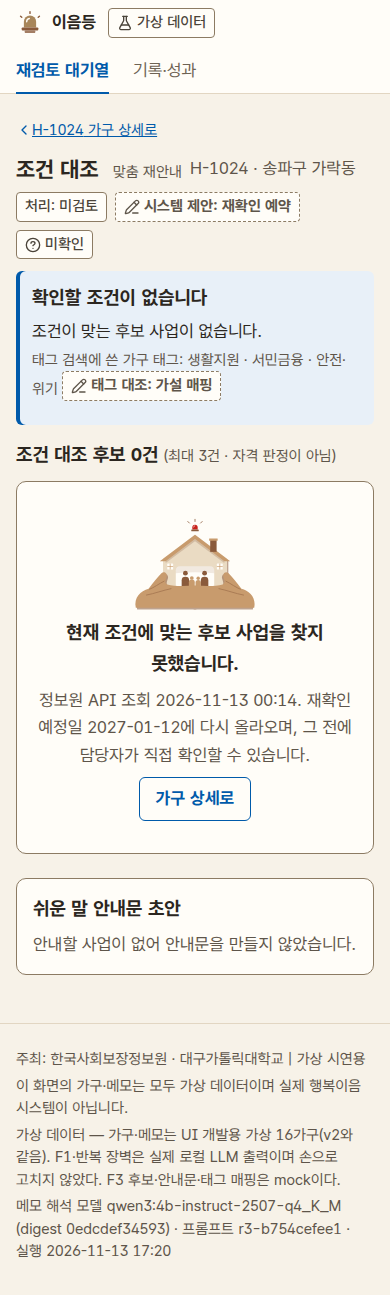 이음등 가상 데이터
재검토 대기열 기록·성과
H-1024 가구 상세로
조건 대조 맞춤 재안내 H-1024 · 송파구 가락동
처리: 미검토 시스템 제안: 재확인 예약
미확인
확인할 조건이 없습니다
조건이 맞는 후보 사업이 없습니다.
태그 검색에 쓴 가구 태그: 생활지원 · 서민금융 · 안전·
위기 태그 대조: 가설 매핑
조건 대조 후보 0건 (최대 3건 · 자격 판정이 아님)
현재 조건에 맞는 후보 사업을 찾지
못했습니다.
정보원 API 조회 2026-11-13 00:14. 재확인
예정일 2027-01-12에 다시 올라오며, 그 전에
담당자가 직접 확인할 수 있습니다.
가구 상세로
쉬운 말 안내문 초안
안내할 사업이 없어 안내문을 만들지 않았습니다.
주최: 한국사회보장정보원 · 대구가톨릭대학교 | 가상 시연용
이 화면의 가구·메모는 모두 가상 데이터이며 실제 행복이음
시스템이 아닙니다.
가상 데이터 — 가구·메모는 UI 개발용 가상 16가구(v2와
같음). F1·반복 장벽은 실제 로컬 LLM 출력이며 손으로
고치지 않았다. F3 후보·안내문·태그 매핑은 mock이다.
메모 해석 모델 qwen3:4b-instruct-2507-q4_K_M
(digest 0edcdef34593) · 프롬프트 r3-b754cefee1 ·
실행 2026-11-13 17:20